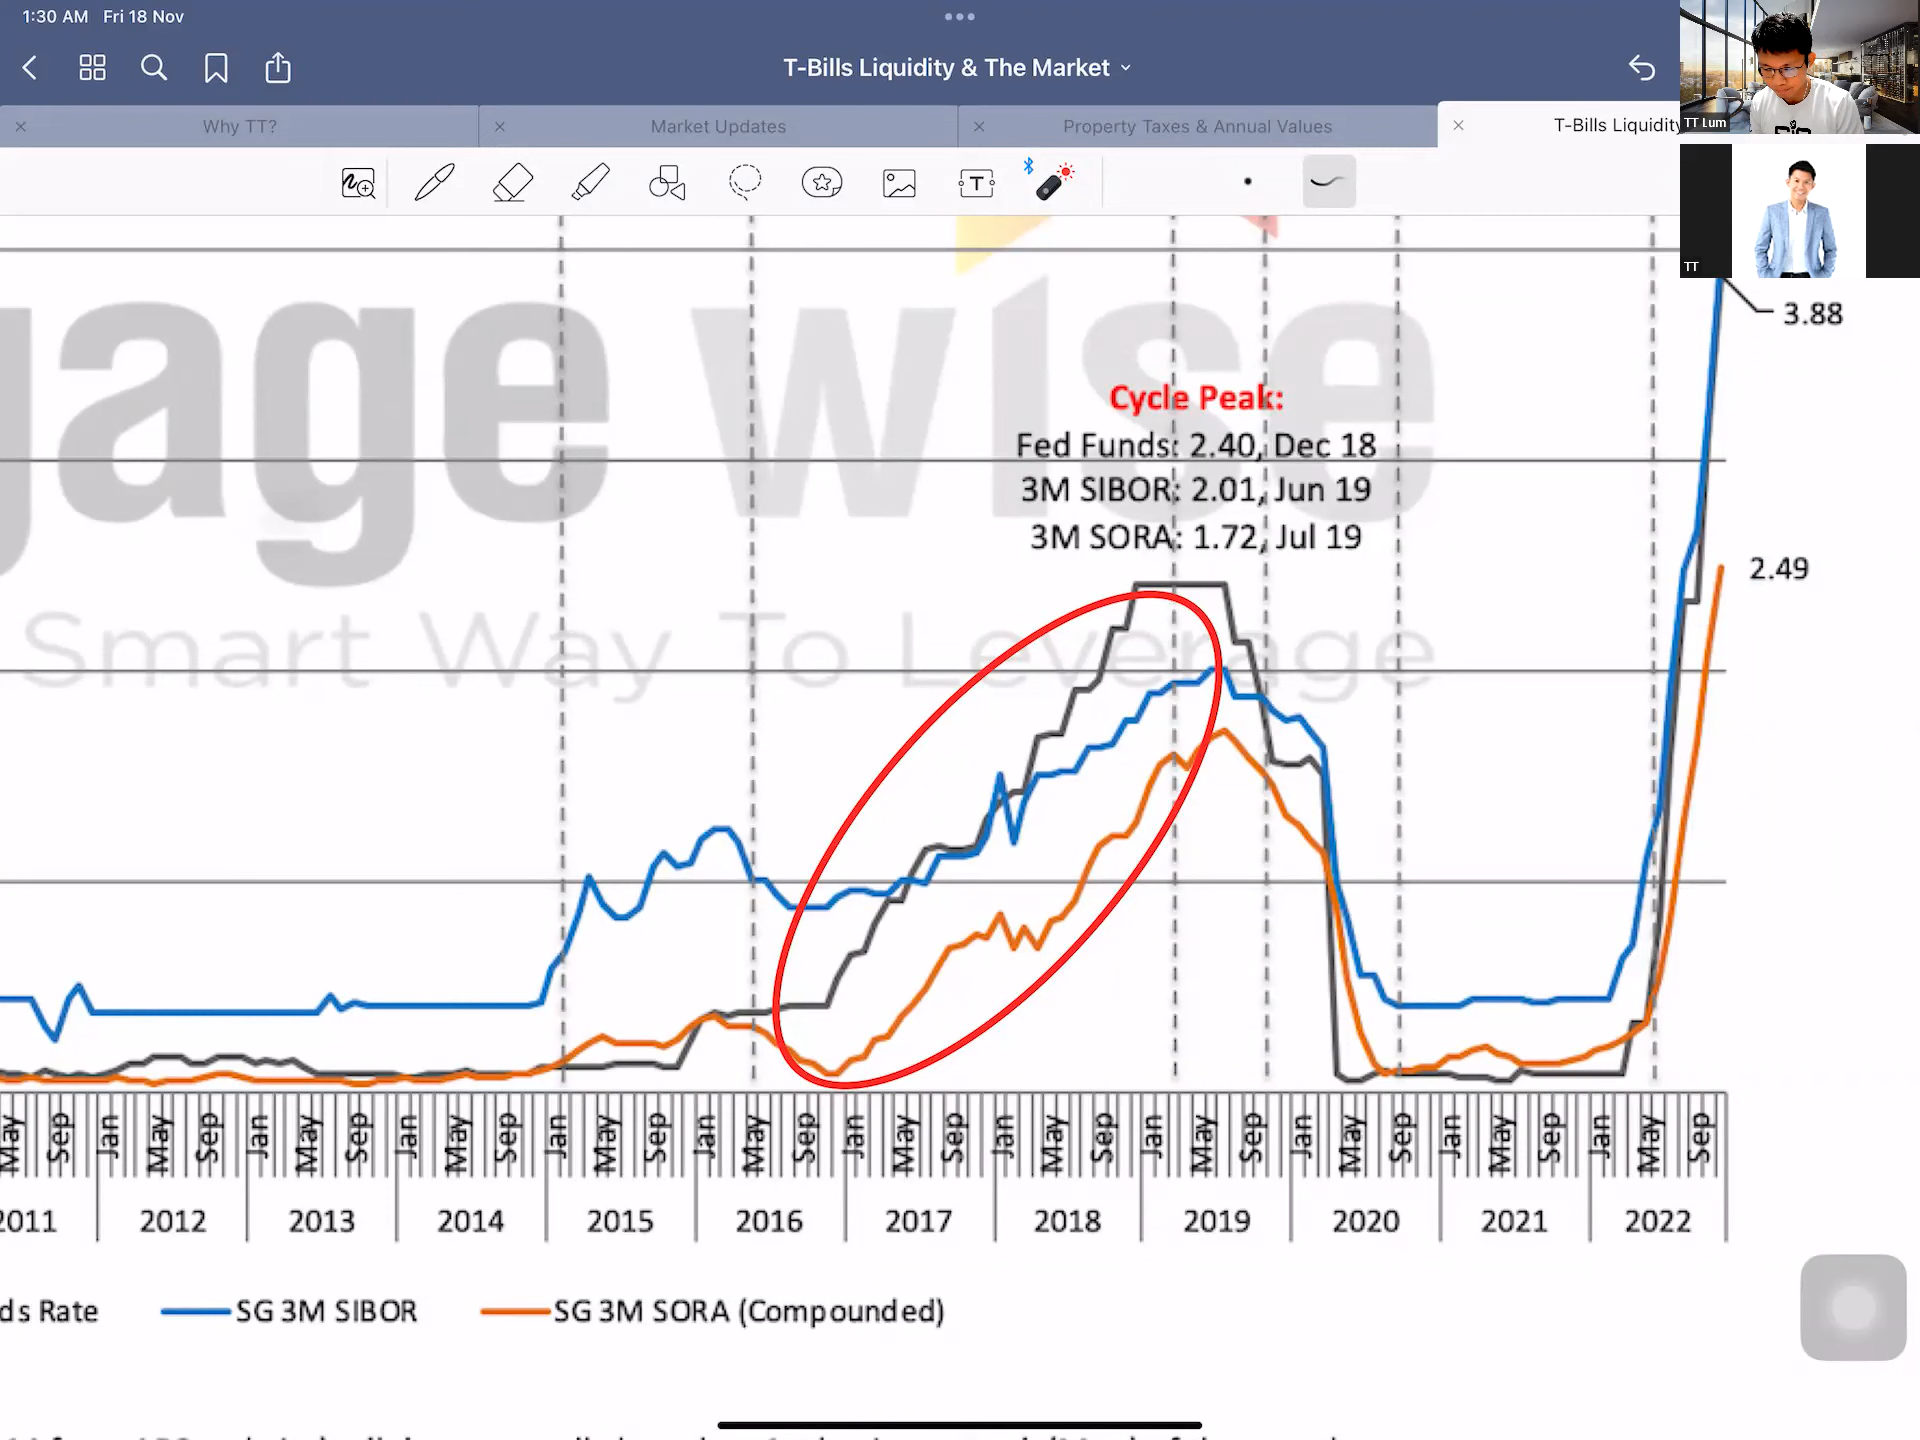 1:30 AM Fri 18 Nov
T-Bills Liquidity & The Market
Why TT?
Market Updates
Property Taxes & Annual Values
T-Bills Liquidity
TT Lum
TT
gage wise
Smart Way To Leverage
3.88
Cycle Peak:
Fed Funds: 2.40, Dec 18
3M SIBOR: 2.01, Jun 19
3M SORA: 1.72, Jul 19
2.49
May Sep Jan May Sep Jan May Sep Jan May Sep Jan May Sep Jan May Sep Jan May Sep Jan May Sep Jan May Sep Jan May Sep Jan May Sep Jan May Sep
2011 2012 2013 2014 2015 2016 2017 2018 2019 2020 2021 2022
ds Rate SG 3M SIBOR SG 3M SORA (Compounded)